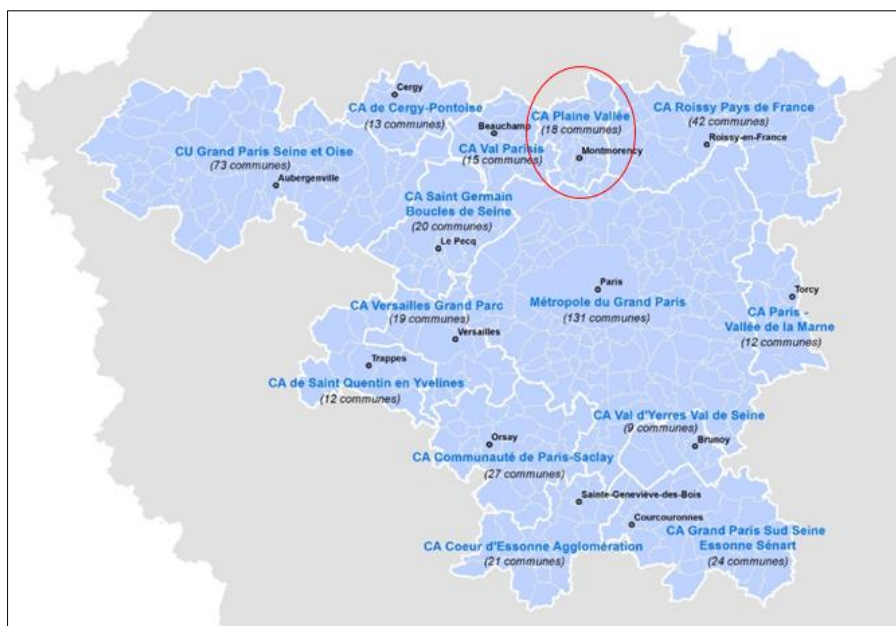 Cergy
CA de Cergy-Pontoise
(13 communes)
CA Plaine Vallée
(18 communes)
Montmorency
CA Roissy Pays de France
(42 communes)
Roissy-en-France
Beauchamp
CA Val Parisis
(15 communes)
CU Grand Paris Seine et Oise
(73 communes)
Aubergenville
CA Saint Germain
Boucles de Seine
(20 communes)
Le Pecq
Paris
Métropole du Grand Paris
(131 communes)
Torcy
CA Paris -
Vallée de la Marne
(12 communes)
CA Versailles Grand Parc
(19 communes)
Versailles
Trappes
CA de Saint Quentin en Yvelines
(12 communes)
CA Val d'Yerres Val de Seine
(9 communes)
Brunoy
Orsay
CA Communauté de Paris-Saclay
(27 communes)
Sainte-Geneviève-des-Bois
Courcouronnes
CA Coeur d'Essonne Agglomération
(21 communes)
CA Grand Paris Sud Seine
Essonne Sénart
(24 communes)